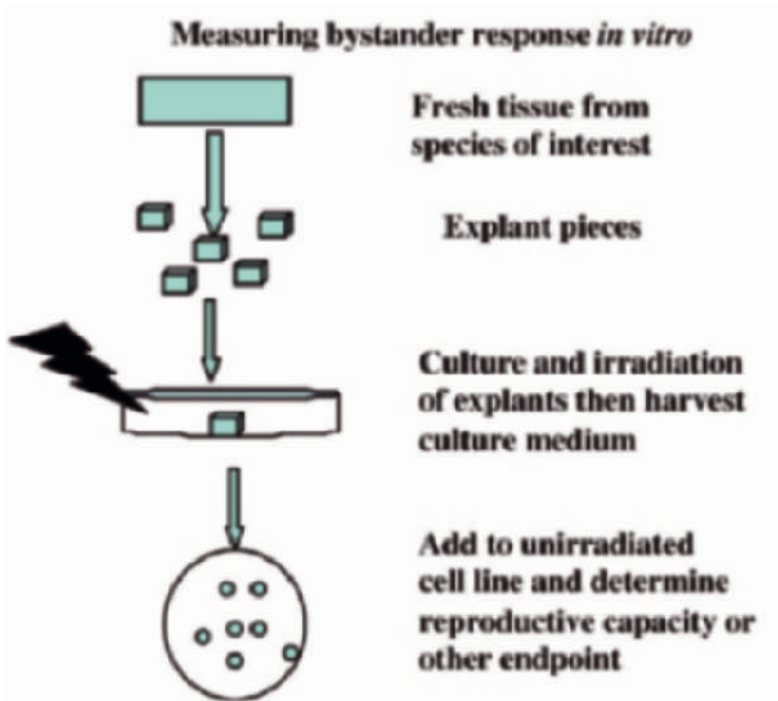 Measuring bystander response in vitro
Fresh tissue from
species of interest
Explant pieces
Culture and irradiation
of explants then harvest
culture medium
Add to unirradiated
cell line and determine
reproductive capacity or
other endpoint